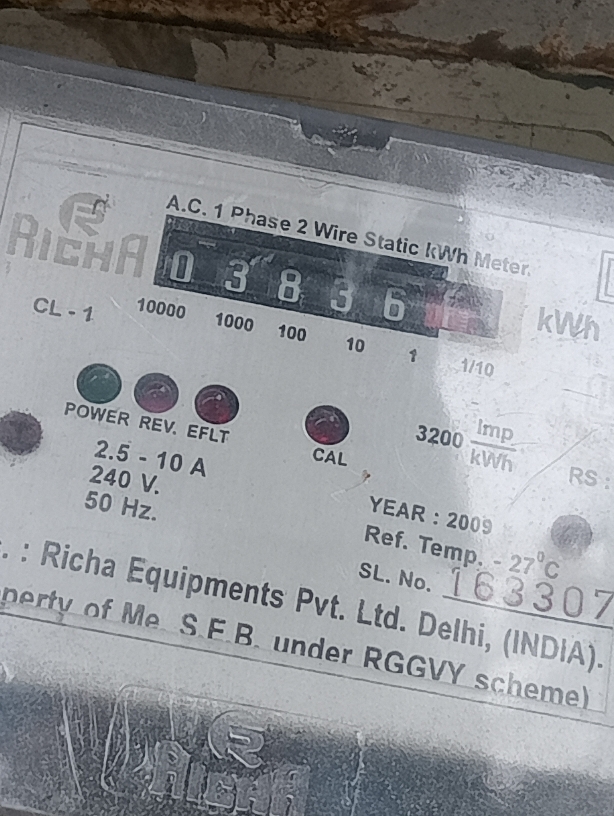 A.C. 1 Phase 2 Wire Static kWh Meter.
RICHA
0 3 8 3 6
kWh
CL - 1
10000 1000 100 10 1 1/10
POWER REV. EFLT
CAL
3200 Imp
kWh
2.5 - 10 A
240 V.
50 Hz.
RS :
YEAR : 2009
Ref. Temp. - 27°C
SL. No. 163307
: Richa Equipments Pvt. Ltd. Delhi, (INDIA).
of Me. S.E.B. under RGGVY scheme)
RICHA